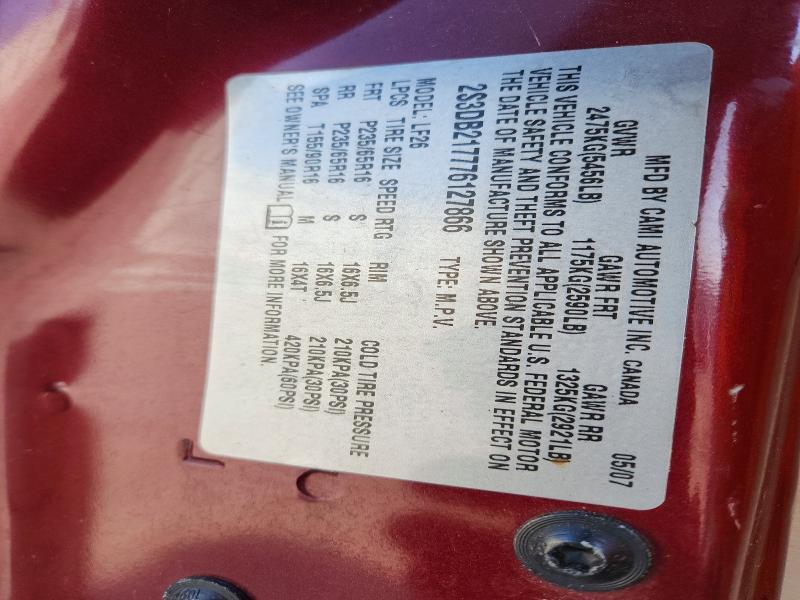 MFD BY CAMI AUTOMOTIVE INC. CANADA 05/07
GVWR GAWR FRT GAWR RR
2475KG(5456LB) 1175KG(2590LB) 1325KG(2921LB)
THIS VEHICLE CONFORMS TO ALL APPLICABLE U.S. FEDERAL MOTOR
VEHICLE SAFETY AND THEFT PREVENTION STANDARDS IN EFFECT ON
THE DATE OF MANUFACTURE SHOWN ABOVE.
2S3DB217776127866 TYPE: M.P.V.
MODEL: LF26
LPCS TIRE SIZE SPEED RTG RIM COLD TIRE PRESSURE
FRT P235/65R16 S 16X6.5J 210KPA(30PSI)
RR P235/65R16 S 16X6.5J 210KPA(30PSI)
SPA T155/90R16 M 16X4T 420KPA(60PSI)
SEE OWNER'S MANUAL FOR MORE INFORMATION.